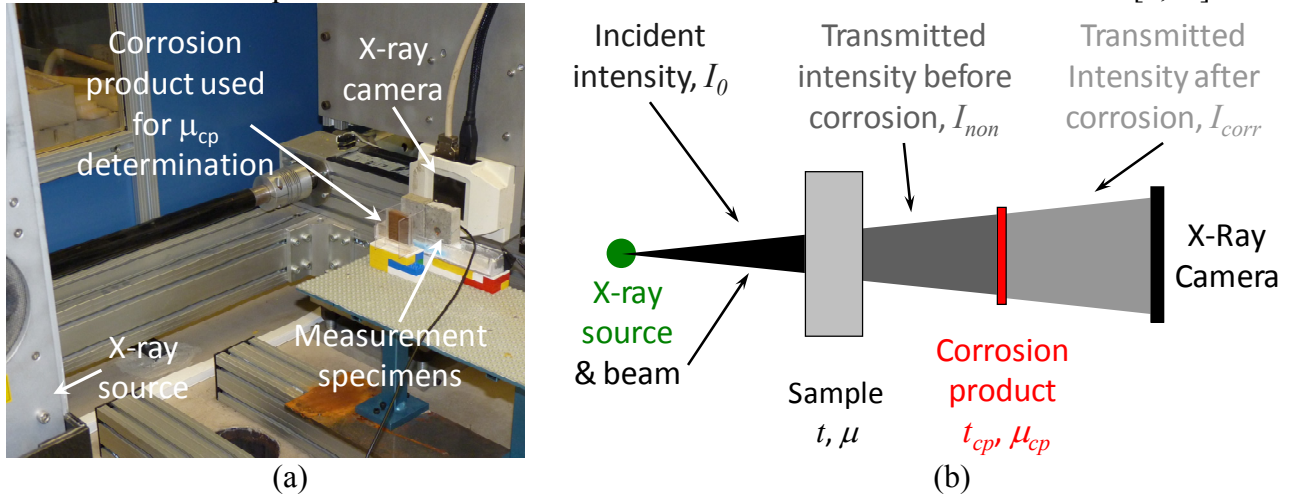 Corrosion
product used
for μcp
determination
X-ray
camera
X-ray
source
Measurement
specimens
(a)
Incident
intensity, I0
Transmitted
intensity before
corrosion, Inon
Transmitted
Intensity after
corrosion, Icorr
X-ray
source
& beam
Sample
t, μ
Corrosion
product
tcp, μcp
X-Ray
Camera
(b)